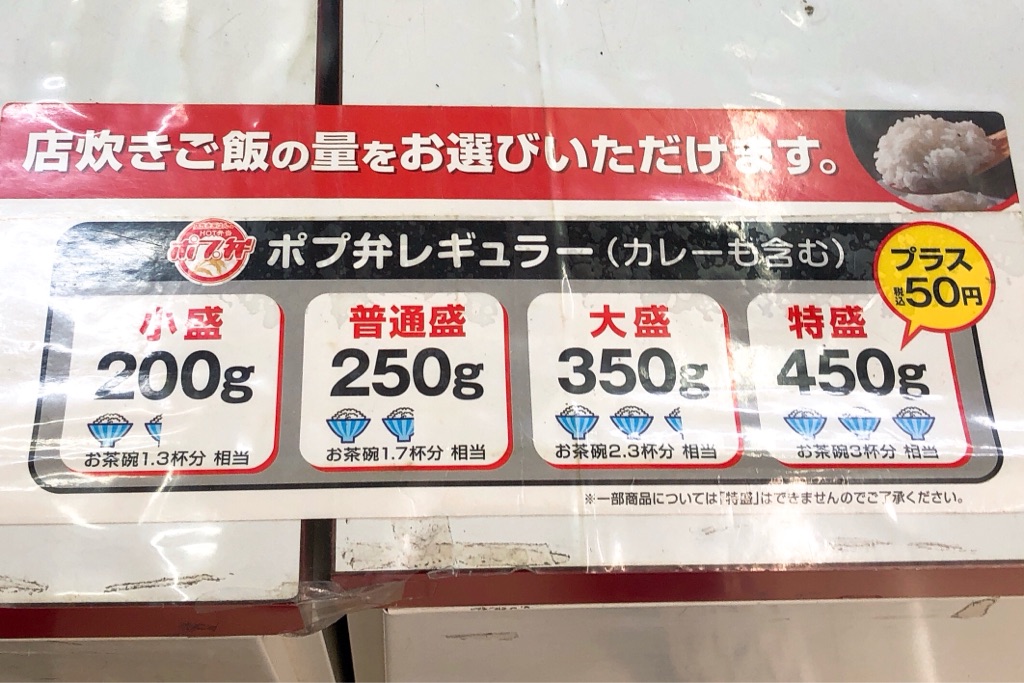 店炊きご飯の量をお選びいただけます。
HOT弁当
ポプ弁
ポプ弁レギュラー（カレーも含む）
プラス
税込50円
小盛
200g
お茶碗1.3杯分 相当
普通盛
250g
お茶碗1.7杯分 相当
大盛
350g
お茶碗2.3杯分 相当
特盛
450g
お茶碗3杯分 相当
※一部商品については「特盛」はできませんのでご了承ください。